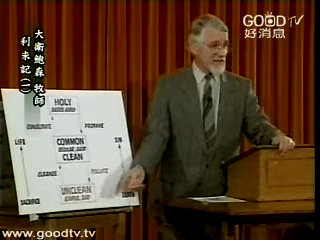 GOOD TV
好消息
大衛鮑森 牧師
利未記(一)
HOLY
CONSECRATE
PROFANE
LIFE
COMMON
SIN
CLEAN
CLEANSE
POLLUTE
UNCLEAN
SACRIFICE
www.goodtv.tv